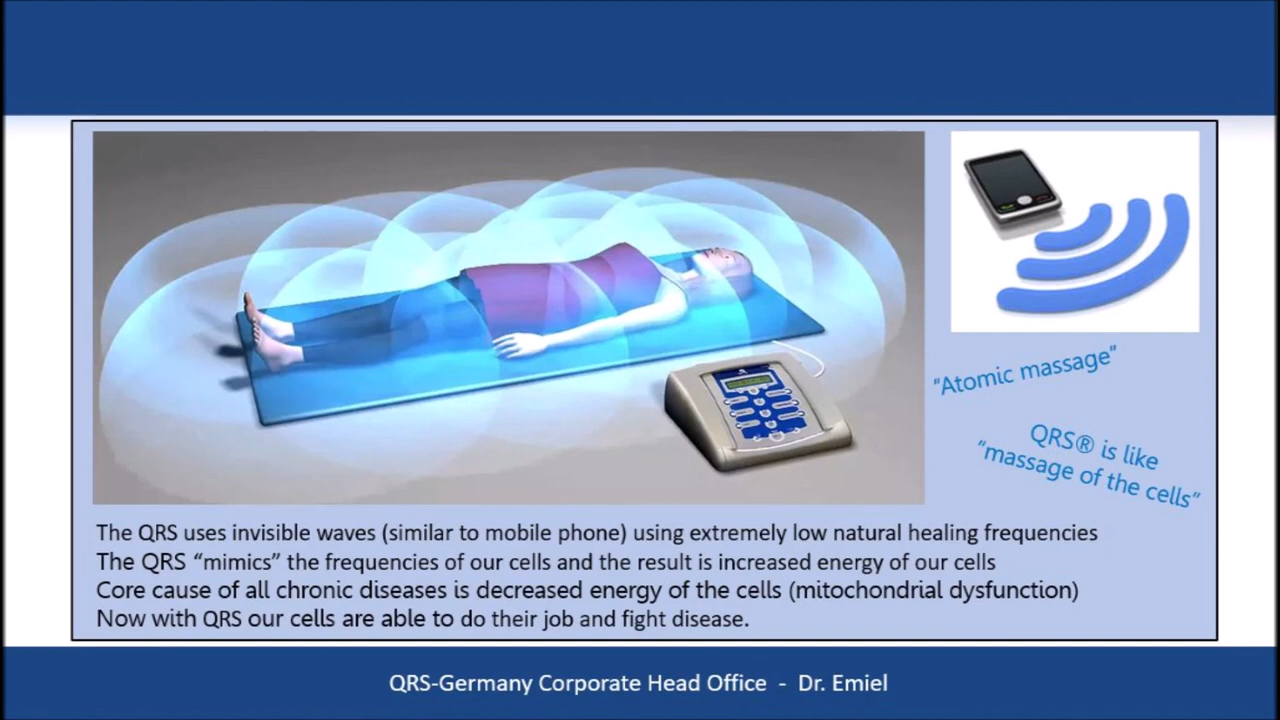 "Atomic massage"
QRS® is like
"massage of the cells"
The QRS uses invisible waves (similar to mobile phone) using extremely low natural healing frequencies
The QRS “mimics” the frequencies of our cells and the result is increased energy of our cells
Core cause of all chronic diseases is decreased energy of the cells (mitochondrial dysfunction)
Now with QRS our cells are able to do their job and fight disease.
QRS-Germany Corporate Head Office - Dr. Emiel